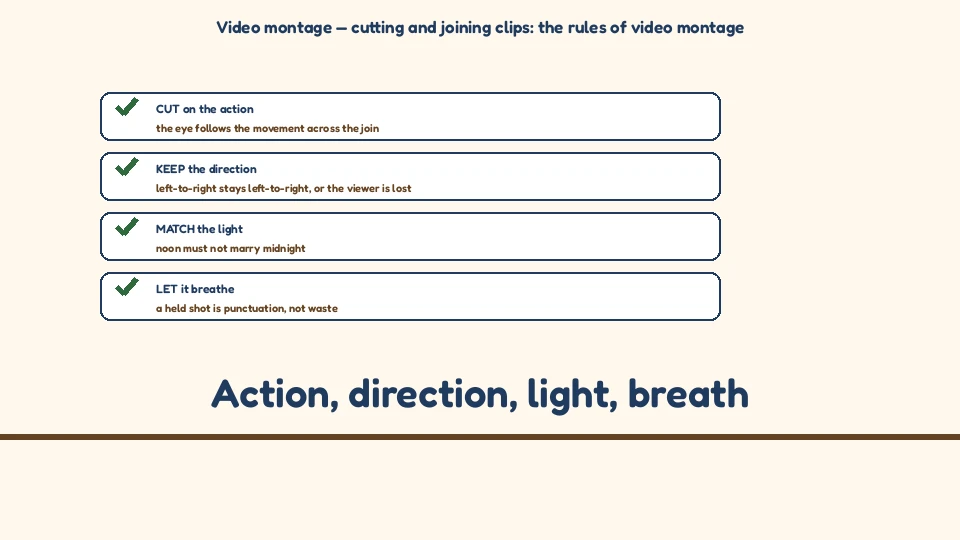 Video montage — cutting and joining clips: the rules of video montage
CUT on the action
the eye follows the movement across the join
KEEP the direction
left-to-right stays left-to-right, or the viewer is lost
MATCH the light
noon must not marry midnight
LET it breathe
a held shot is punctuation, not waste
Action, direction, light, breath